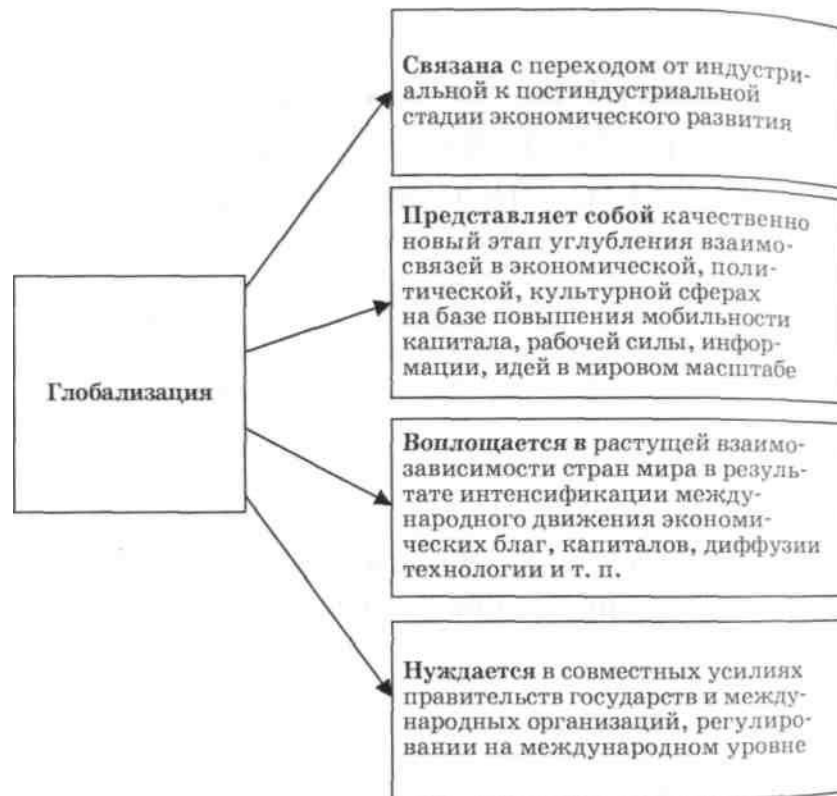 Связана с переходом от индустри-
альной к постиндустриальной
стадии экономического развития
Представляет собой качественно
новый этап углубления взаимо-
связей в экономической, поли-
тической, культурной сферах
на базе повышения мобильности
капитала, рабочей силы, инфор-
мации, идей в мировом масштабе
Глобализация
Воплощается в растущей взаимо-
зависимости стран мира в резуль-
тате интенсификации между-
народного движения экономи-
ческих благ, капиталов, диффузии
технологии и т. п.
Нуждается в совместных усилиях
правительств государств и между-
народных организаций, регулиро-
вании на международном уровне